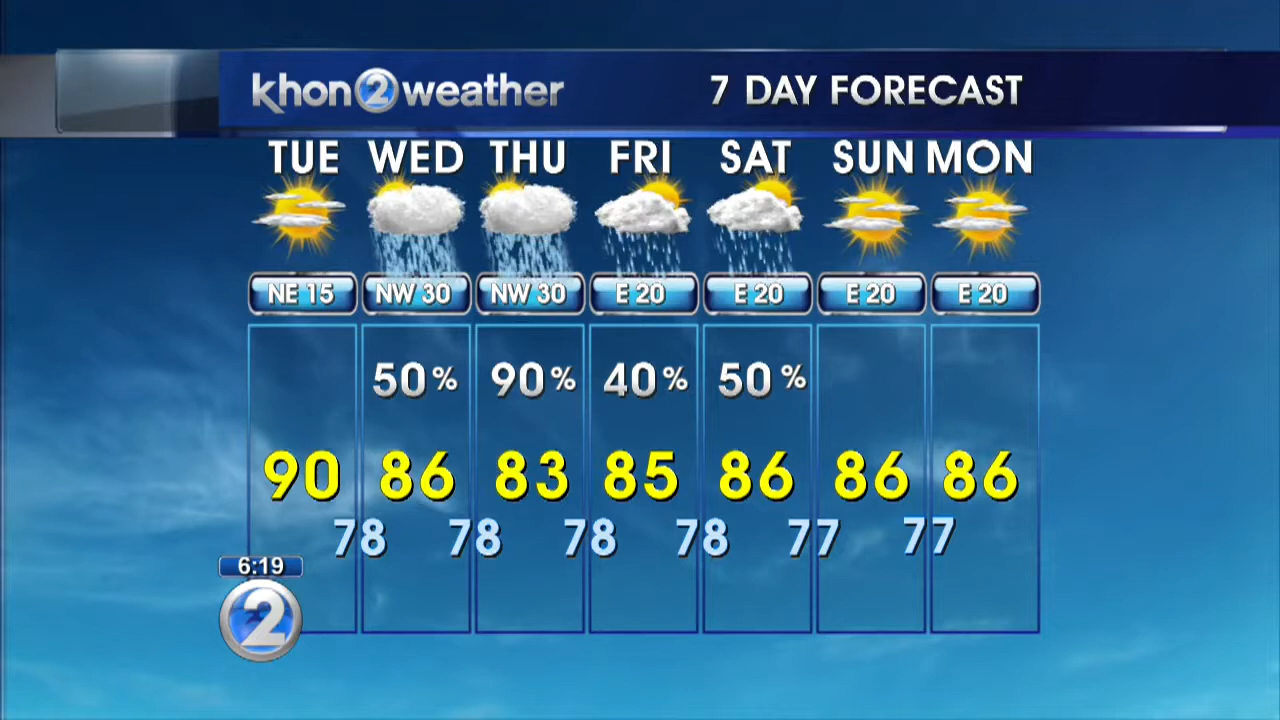 khon2weather
7 DAY FORECAST
TUE WED THU FRI SAT SUN MON
NE 15 NW 30 NW 30 E 20 E 20 E 20 E 20
50% 90% 40% 50%
90 86 83 85 86 86 86
78 78 78 78 77 77
6:19
2